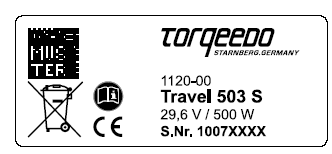 MUS
TER
TORQEEDO
STARNBERG.GERMANY
1120-00
Travel 503 S
29,6 V / 500 W
S.Nr. 1007XXXX
CE